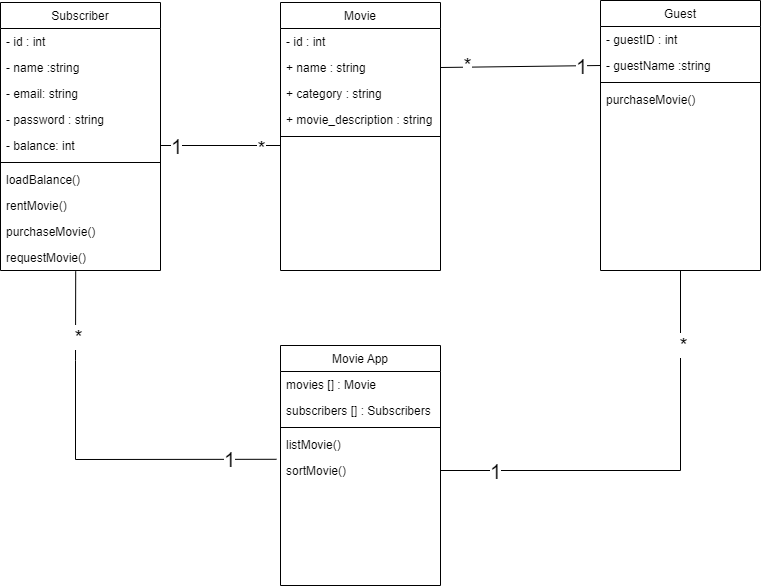 Subscriber
- id : int
- name :string
- email: string
- password : string
- balance: int
loadBalance()
rentMovie()
purchaseMovie()
requestMovie()
Movie
- id : int
+ name : string
+ category : string
+ movie_description : string
Guest
- guestID : int
- guestName :string
purchaseMovie()
1
*
*
1
*
1
*
1
Movie App
movies [] : Movie
subscribers [] : Subscribers
listMovie()
sortMovie()